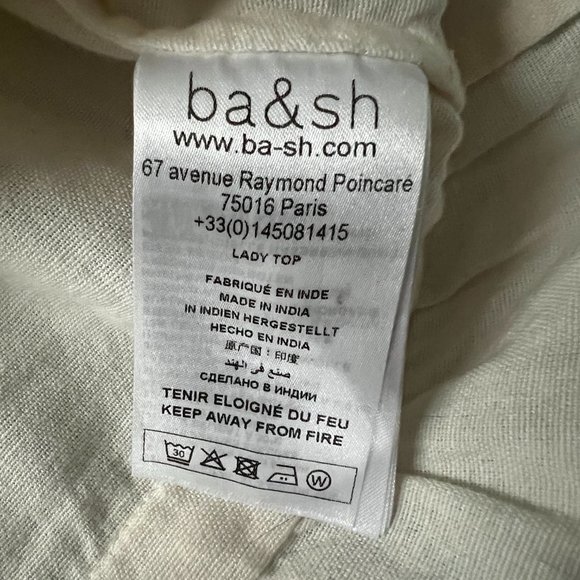 ba&sh
www.ba-sh.com
67 avenue Raymond Poincaré
75016 Paris
+33(0)145081415
LADY TOP
FABRIQUÉ EN INDE
MADE IN INDIA
IN INDIEN HERGESTELLT
HECHO EN INDIA
原产国：印度
صنع في الهند
СДЕЛАНО В ИНДИИ
TENIR ELOIGNÉ DU FEU
KEEP AWAY FROM FIRE
30 W